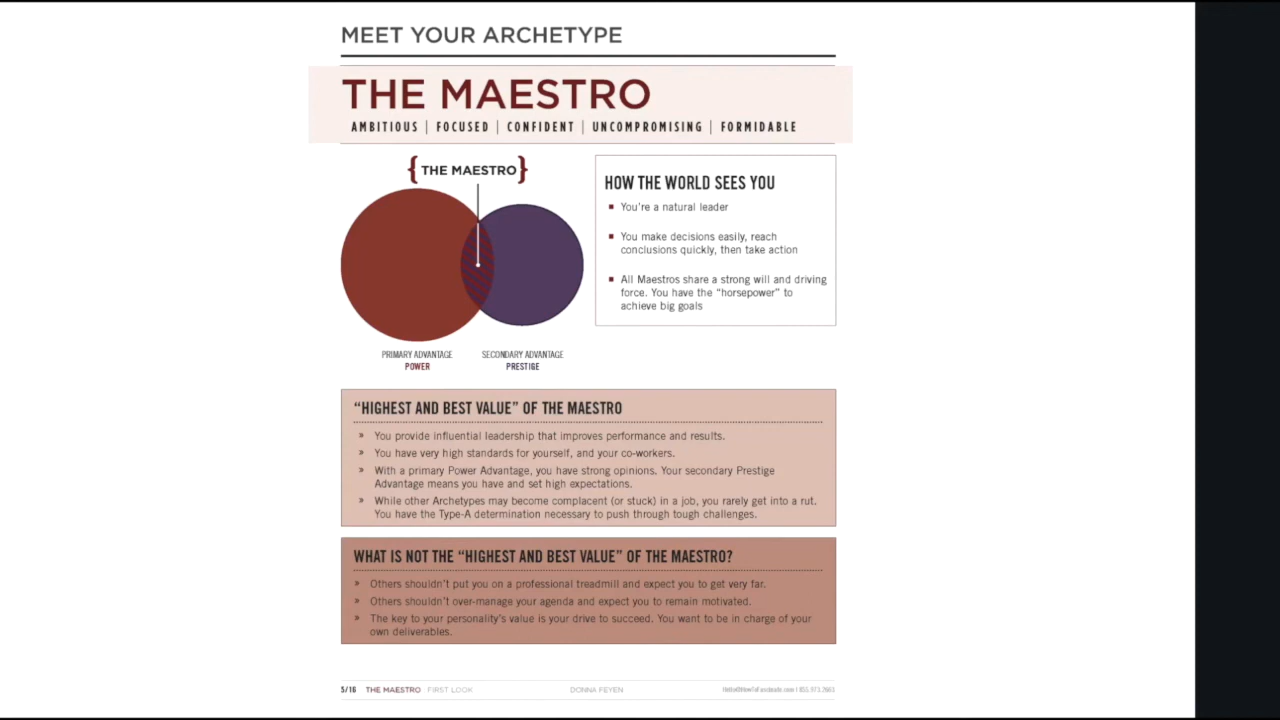 MEET YOUR ARCHETYPE
THE MAESTRO
AMBITIOUS | FOCUSED | CONFIDENT | UNCOMPROMISING | FORMIDABLE
{ THE MAESTRO }
PRIMARY ADVANTAGE
POWER
SECONDARY ADVANTAGE
PRESTIGE
HOW THE WORLD SEES YOU
▪ You're a natural leader
▪ You make decisions easily, reach
conclusions quickly, then take action
▪ All Maestros share a strong will and driving
force. You have the “horsepower” to
achieve big goals
“HIGHEST AND BEST VALUE” OF THE MAESTRO
» You provide influential leadership that improves performance and results.
» You have very high standards for yourself, and your co-workers.
» With a primary Power Advantage, you have strong opinions. Your secondary Prestige
Advantage means you have and set high expectations.
» While other Archetypes may become complacent (or stuck) in a job, you rarely get into a rut.
You have the Type-A determination necessary to push through tough challenges.
WHAT IS NOT THE “HIGHEST AND BEST VALUE” OF THE MAESTRO?
» Others shouldn't put you on a professional treadmill and expect you to get very far.
» Others shouldn't over-manage your agenda and expect you to remain motivated.
» The key to your personality's value is your drive to succeed. You want to be in charge of your
own deliverables.
5/16 THE MAESTRO FIRST LOOK DONNA FEYEN